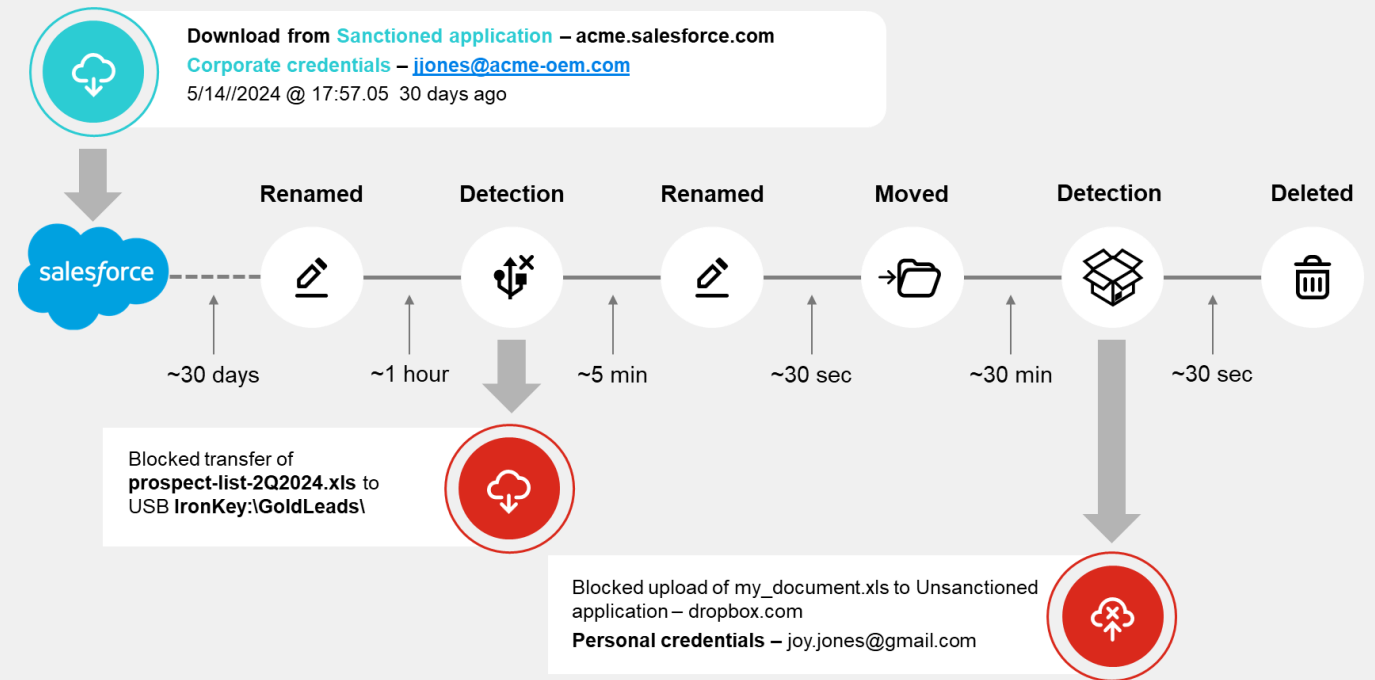 Download from Sanctioned application – acme.salesforce.com
Corporate credentials – jjones@acme-oem.com
5/14//2024 @ 17:57.05 30 days ago
Renamed
Detection
Renamed
Moved
Detection
Deleted
salesforce
~30 days
~1 hour
~5 min
~30 sec
~30 min
~30 sec
Blocked transfer of
prospect-list-2Q2024.xls to
USB IronKey:\GoldLeads\
Blocked upload of my_document.xls to Unsanctioned
application – dropbox.com
Personal credentials – joy.jones@gmail.com